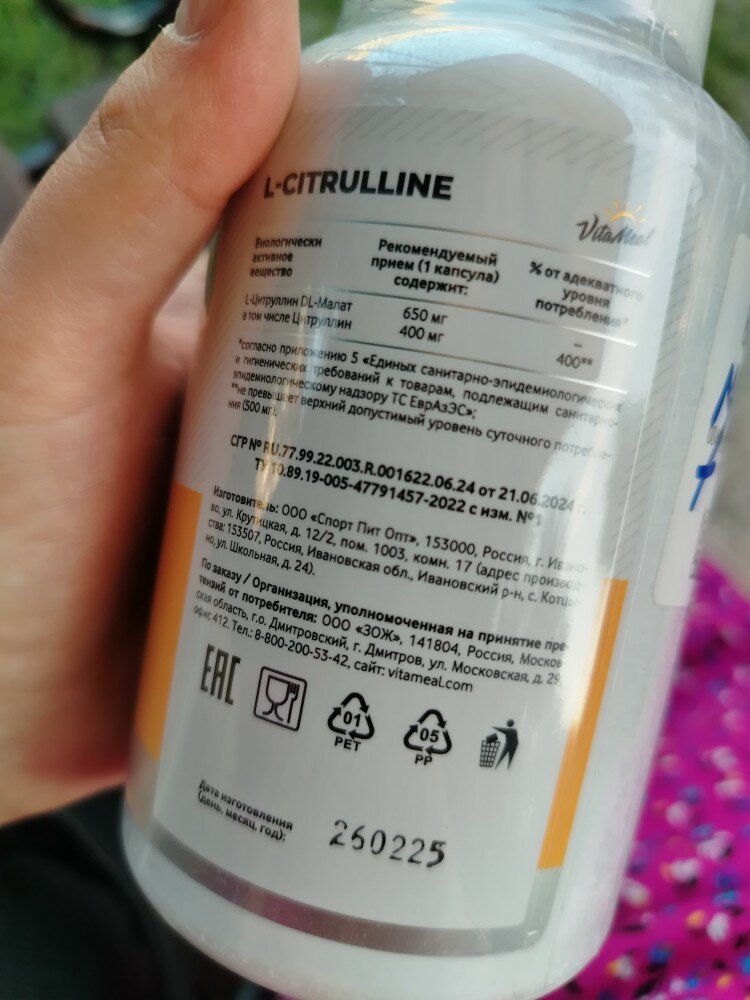 L-CITRULLINE
VitaMeal
Биологически
активное
вещество
Рекомендуемый
прием (1 капсула)
содержит:
% от адекватного
уровня
потребления*
L-Цитруллин DL-Малат 650 мг –
в том числе Цитруллин 400 мг 400**
*согласно приложению 5 «Единых санитарно-эпидемиологических
и гигиенических требований к товарам, подлежащим санитарно-
эпидемиологическому надзору ТС ЕврАзЭС»;
**не превышает верхний допустимый уровень суточного потребле-
ния (500 мг).
СГР № RU.77.99.22.003.R.001622.06.24 от 21.06.2024 г.
ТУ 10.89.19-005-47791457-2022 с изм. №1
Изготовитель: ООО «Спорт Пит Опт», 153000, Россия, г. Ивано-
во, ул. Крутицкая, д. 12/2, пом. 1003, комн. 17 (адрес производ-
ства: 153507, Россия, Ивановская обл., Ивановский р-н, с. Котцы-
но, ул. Школьная, д. 24).
По заказу / Организация, уполномоченная на принятие пре-
тензий от потребителя: ООО «ЗОЖ», 141804, Россия, Москов
ская область, г.о. Дмитровский, г. Дмитров, ул. Московская, д. 29
офис 412. Тел.: 8-800-200-53-42, сайт: vitameal.com
EAC
01
PET
05
PP
Дата изготовления
(день, месяц, год):
260225